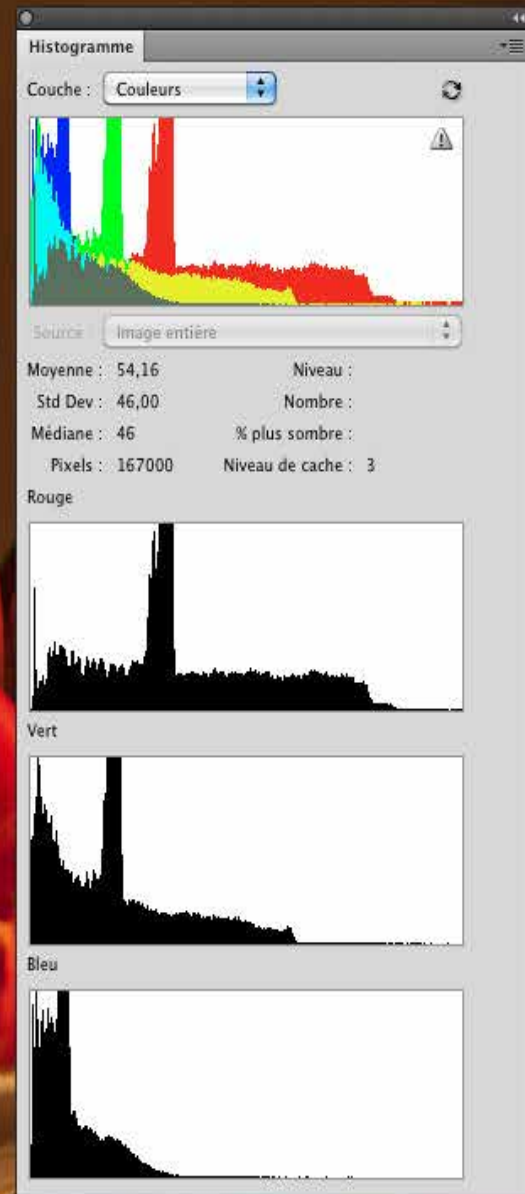 Histogramme
Couche : Couleurs
Source : Image entière
Moyenne : 54,16 Niveau :
Std Dev : 46,00 Nombre :
Médiane : 46 % plus sombre :
Pixels : 167000 Niveau de cache : 3
Rouge
Vert
Bleu